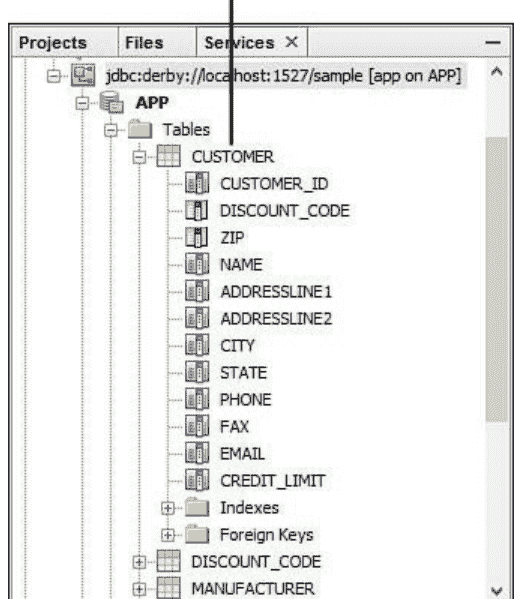 Projects Files Services ×
jdbc:derby://localhost:1527/sample [app on APP]
APP
Tables
CUSTOMER
CUSTOMER_ID
DISCOUNT_CODE
ZIP
NAME
ADDRESSLINE1
ADDRESSLINE2
CITY
STATE
PHONE
FAX
EMAIL
CREDIT_LIMIT
Indexes
Foreign Keys
DISCOUNT_CODE
MANUFACTURER